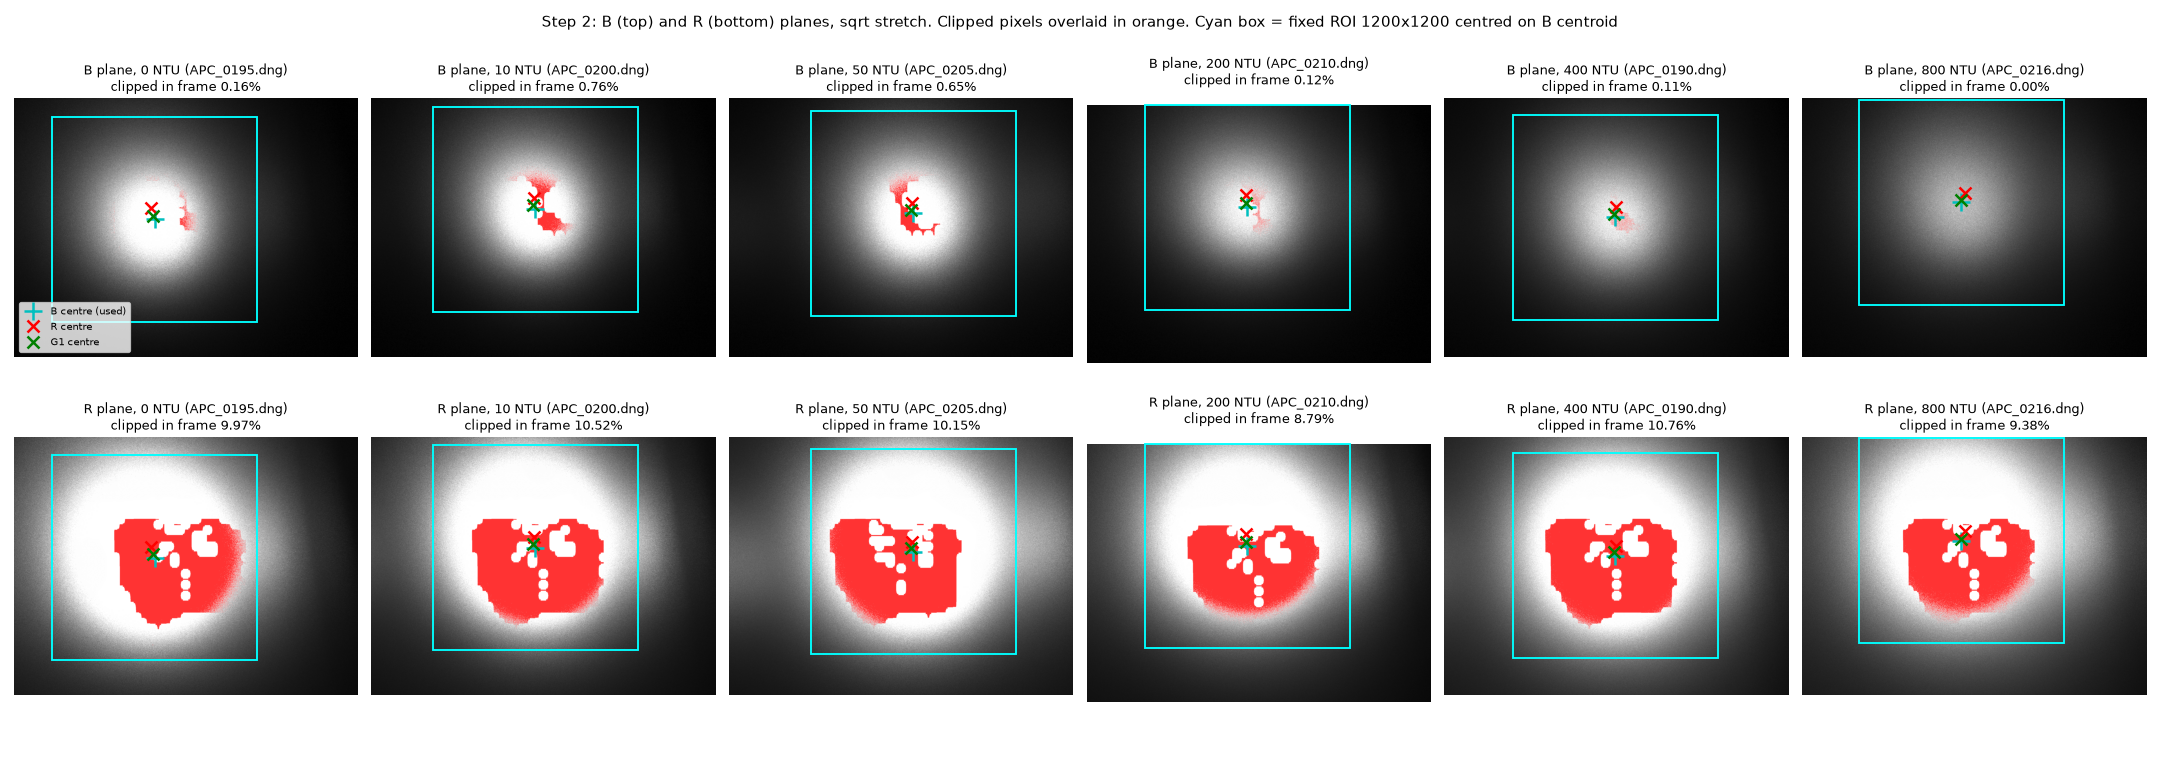 Step 2: B (top) and R (bottom) planes, sqrt stretch. Clipped pixels overlaid in orange. Cyan box = fixed ROI 1200x1200 centred on B centroid
B plane, 0 NTU (APC_0195.dng)
clipped in frame 0.16%
B plane, 10 NTU (APC_0200.dng)
clipped in frame 0.76%
B plane, 50 NTU (APC_0205.dng)
clipped in frame 0.65%
B plane, 200 NTU (APC_0210.dng)
clipped in frame 0.12%
B plane, 400 NTU (APC_0190.dng)
clipped in frame 0.11%
B plane, 800 NTU (APC_0216.dng)
clipped in frame 0.00%
B centre (used)
R centre
G1 centre
R plane, 0 NTU (APC_0195.dng)
clipped in frame 9.97%
R plane, 10 NTU (APC_0200.dng)
clipped in frame 10.52%
R plane, 50 NTU (APC_0205.dng)
clipped in frame 10.15%
R plane, 200 NTU (APC_0210.dng)
clipped in frame 8.79%
R plane, 400 NTU (APC_0190.dng)
clipped in frame 10.76%
R plane, 800 NTU (APC_0216.dng)
clipped in frame 9.38%